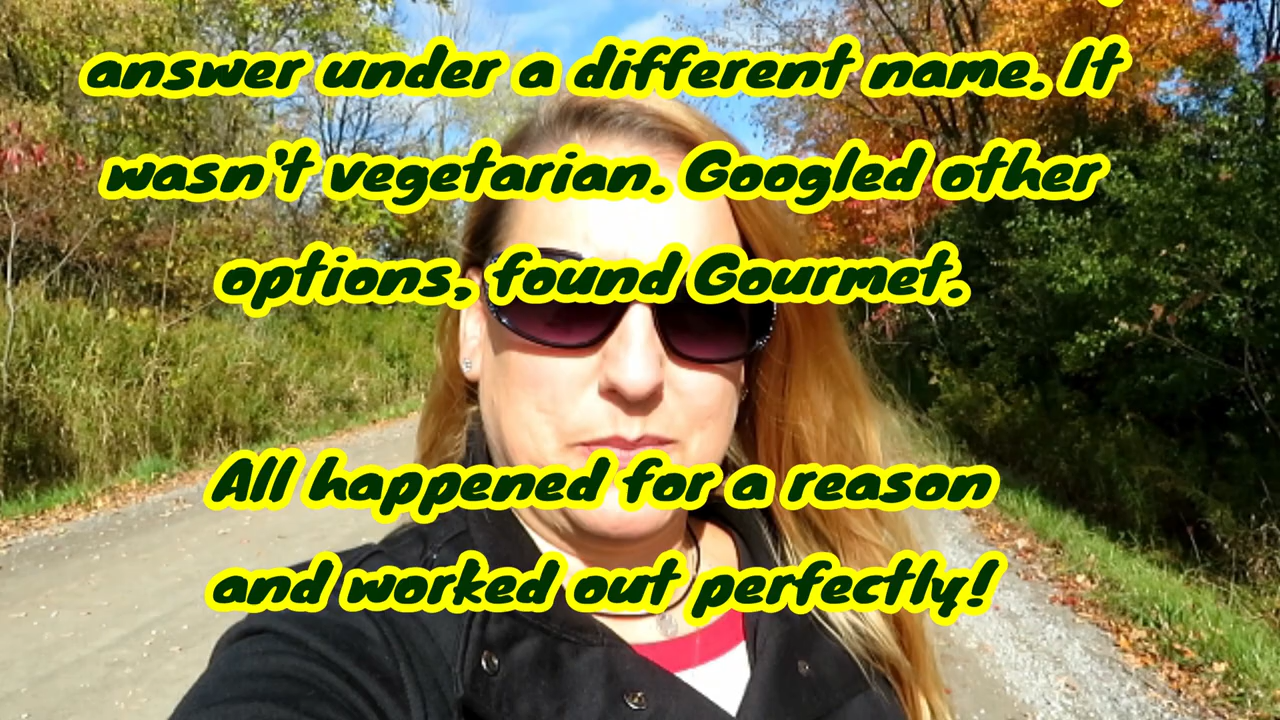 answer under a different name. It
wasn't vegetarian. Googled other
options, found Gourmet.
All happened for a reason
and worked out perfectly!